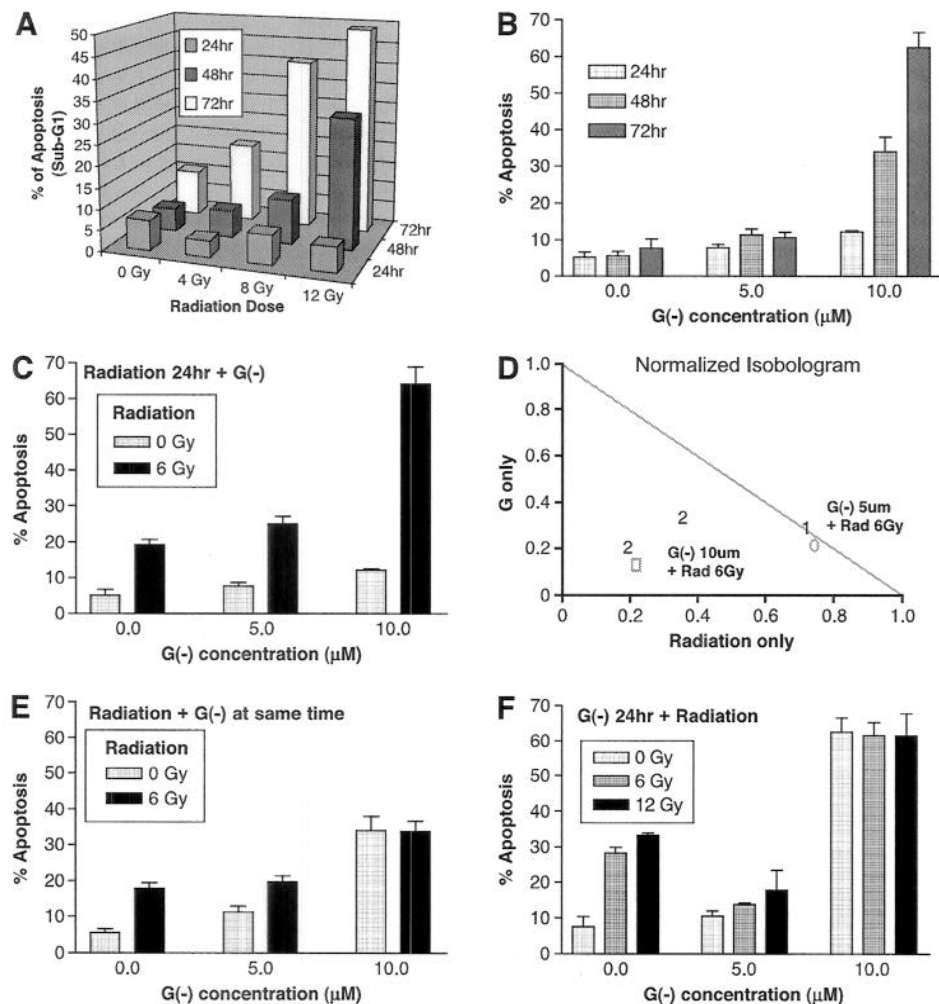 A
% of Apoptosis
(Sub-G1)
50
45
40
35
30
25
20
15
10
5
0
24hr
48hr
72hr
0 Gy
4 Gy
8 Gy
12 Gy
72hr
48hr
24hr
Radiation Dose
B
% Apoptosis
70
60
50
40
30
20
10
0
24hr
48hr
72hr
0.0
5.0
10.0
G(-) concentration (μM)
C
Radiation 24hr + G(-)
% Apoptosis
70
60
50
40
30
20
10
0
Radiation
0 Gy
6 Gy
0.0
5.0
10.0
G(-) concentration (μM)
D
Normalized Isobologram
G only
1.0
0.8
0.6
0.4
0.2
0
2
2
1
G(-) 5um
+ Rad 6Gy
G(-) 10um
+ Rad 6Gy
0
0.2
0.4
0.6
0.8
1.0
Radiation only
E
Radiation + G(-) at same time
% Apoptosis
70
60
50
40
30
20
10
0
Radiation
0 Gy
6 Gy
0.0
5.0
10.0
G(-) concentration (μM)
F
G(-) 24hr + Radiation
% Apoptosis
70
60
50
40
30
20
10
0
0 Gy
6 Gy
12 Gy
0.0
5.0
10.0
G(-) concentration (μM)